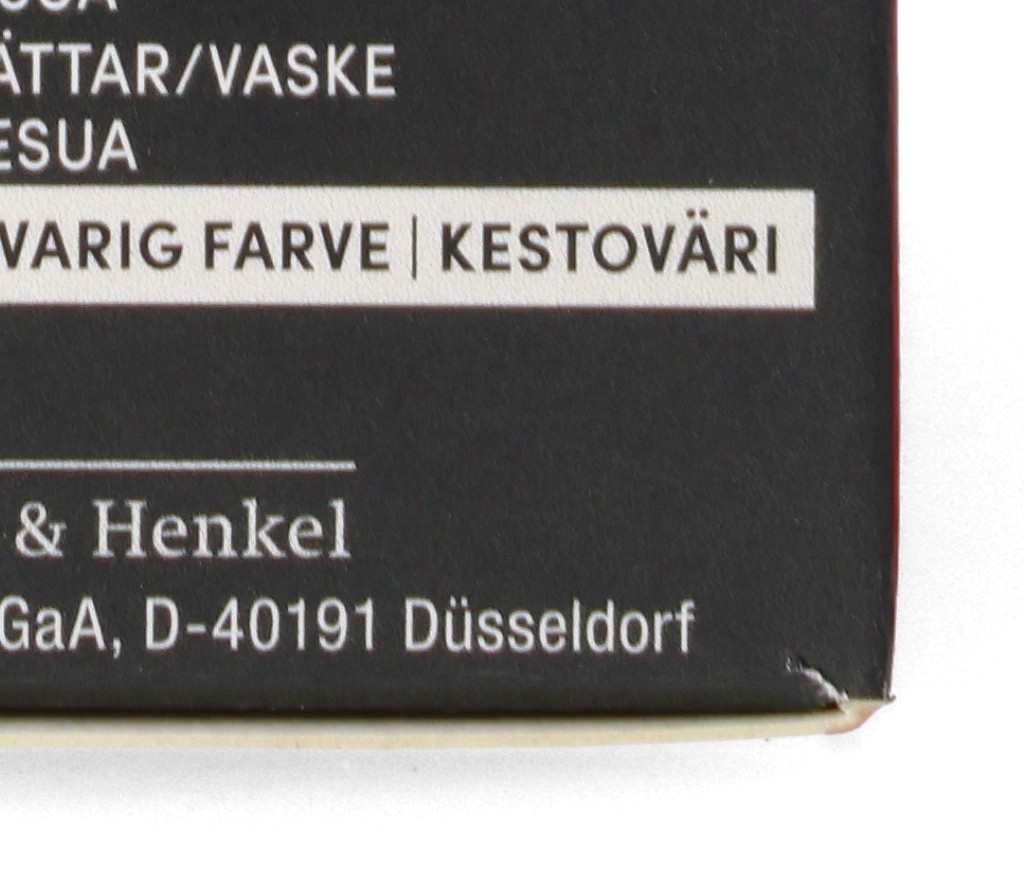 ÄTTAR/VASKE
ESUA
VARIG FARVE | KESTOVÄRI
& Henkel
GaA, D-40191 Düsseldorf